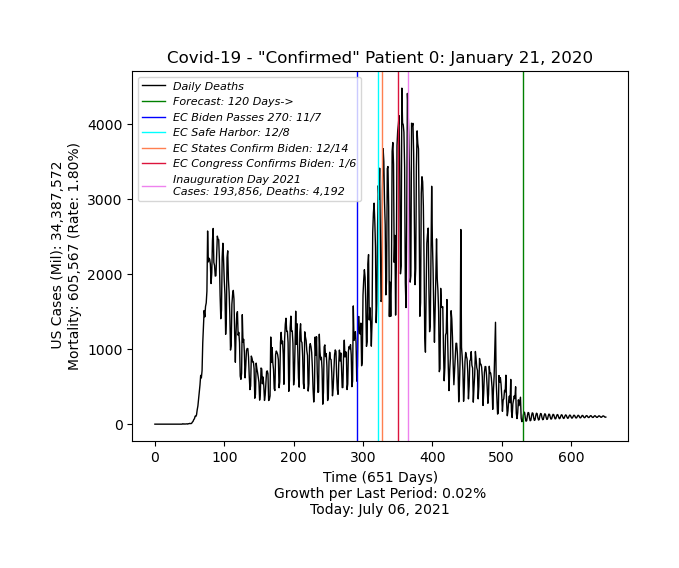 Covid-19 - "Confirmed" Patient 0: January 21, 2020
Daily Deaths
Forecast: 120 Days->
EC Biden Passes 270: 11/7
EC Safe Harbor: 12/8
EC States Confirm Biden: 12/14
EC Congress Confirms Biden: 1/6
Inauguration Day 2021
Cases: 193,856, Deaths: 4,192
US Cases (Mil): 34,387,572
Mortality: 605,567 (Rate: 1.80%)
4000
3000
2000
1000
0
0 100 200 300 400 500 600
Time (651 Days)
Growth per Last Period: 0.02%
Today: July 06, 2021